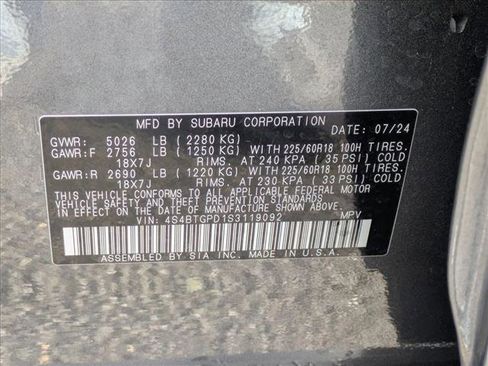 MFD BY SUBARU CORPORATION
DATE: 07/24
GVWR: 5026 LB (2280 KG)
GAWR:F 2756 LB (1250 KG) WITH 225/60R18 100H TIRES.
18X7J RIMS. AT 240 KPA (35 PSI) COLD
GAWR:R 2690 LB (1220 KG) WITH 225/60R18 100H TIRES.
18X7J RIMS. AT 230 KPA (33 PSI) COLD
THIS VEHICLE CONFORMS TO ALL APPLICABLE FEDERAL MOTOR
VEHICLE SAFETY AND THEFT PREVENTION STANDARDS
IN EFFECT ON THE DATE OF MANUFACTURE SHOWN ABOVE.
VIN: 4S4BTGPD1S3119092 MPV
ASSEMBLED BY SIA INC. MADE IN U.S.A.